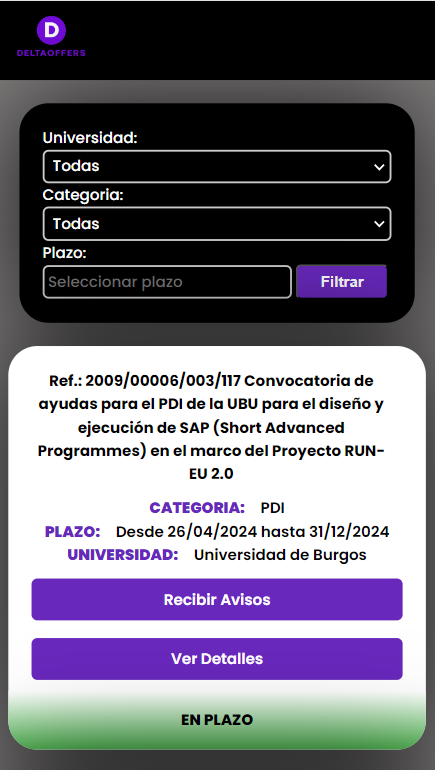 D
DELTAOFFERS
Universidad:
Todas
Categoria:
Todas
Plazo:
Seleccionar plazo Filtrar
Ref.: 2009/00006/003/117 Convocatoria de
ayudas para el PDI de la UBU para el diseño y
ejecución de SAP (Short Advanced
Programmes) en el marco del Proyecto RUN-
EU 2.0
CATEGORIA: PDI
PLAZO: Desde 26/04/2024 hasta 31/12/2024
UNIVERSIDAD: Universidad de Burgos
Recibir Avisos
Ver Detalles
EN PLAZO